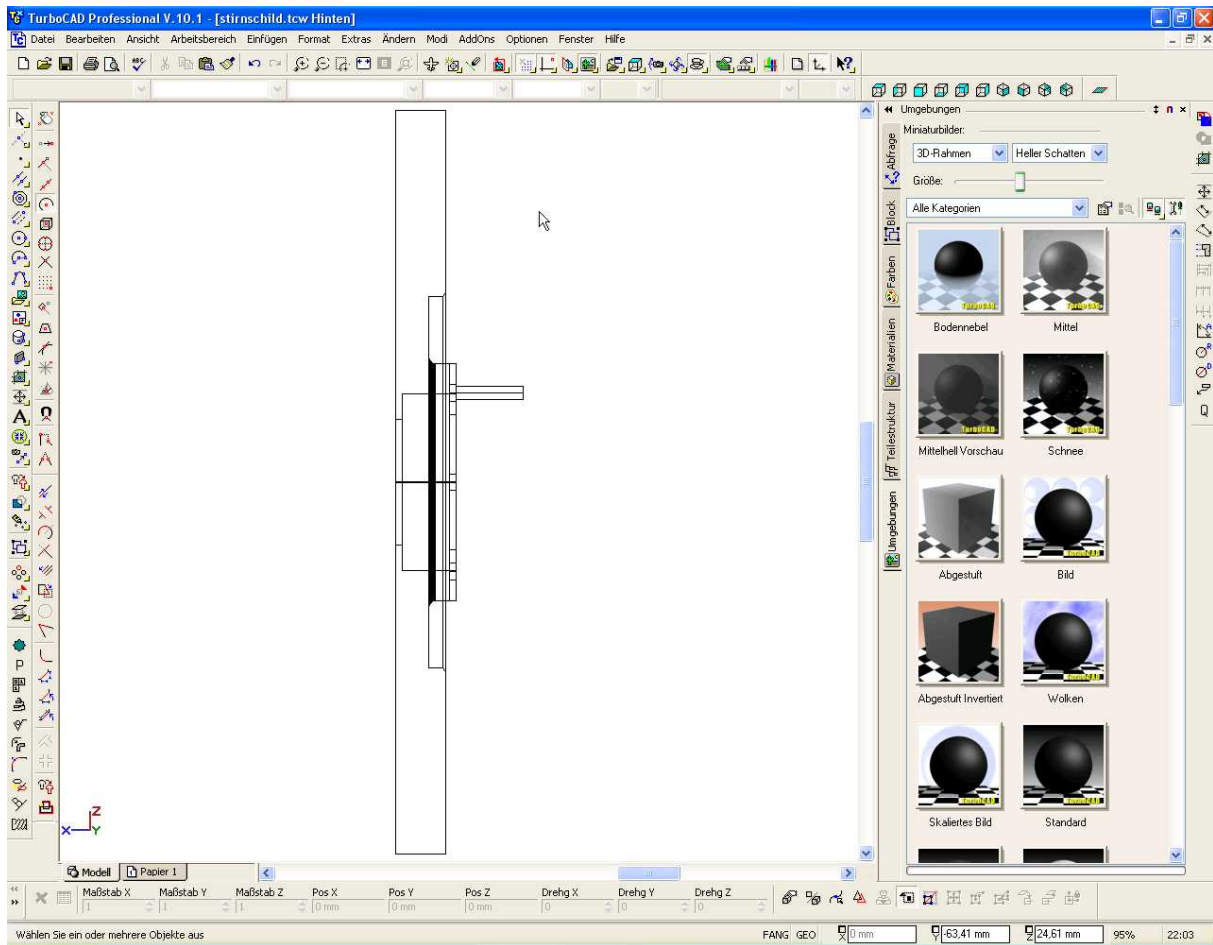 TurboCAD Professional V.10.1 - [stirnschild.tcw Hinten]
Datei Bearbeiten Ansicht Arbeitsbereich Einfügen Format Extras Ändern Modi AddOns Optionen Fenster Hilfe
Umgebungen
Miniaturbilder:
3D-Rahmen Heller Schatten
Größe:
Alle Kategorien
Abfrage
Block
Farben
Materialien
Teilestruktur
Umgebungen
Bodennebel Mittel
Mittelhell Vorschau Schnee
Abgestuft Bild
Abgestuft Invertiert Wolken
Skaliertes Bild Standard
Z
X Y
Modell Papier 1
Maßstab X Maßstab Y Maßstab Z Pos X Pos Y Pos Z Dreh X Dreh Y Dreh Z
1 1 1 0 mm 0 mm 0 mm 0 0 0
Wählen Sie ein oder mehrere Objekte aus FANG GEO X 0 mm Y -63,41 mm Z 24,61 mm 95% 22:03